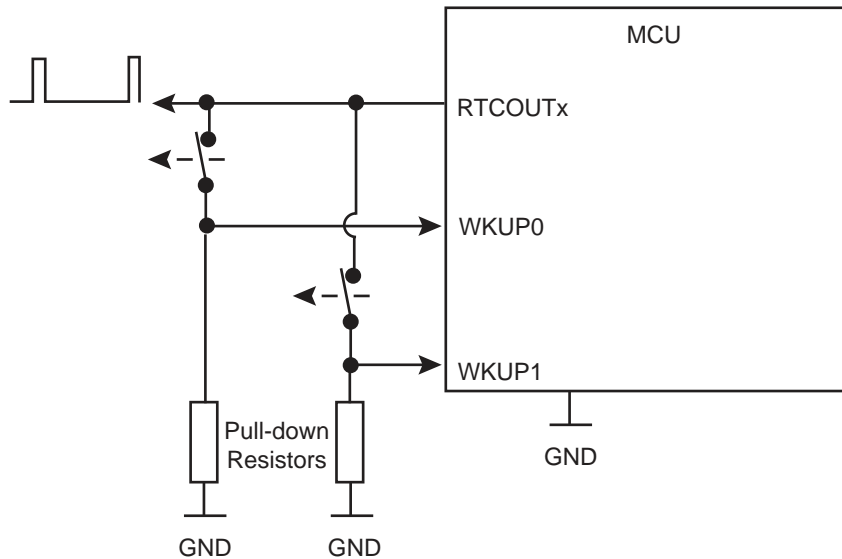 MCU
RTCOUTx
WKUP0
WKUP1
Pull-down
Resistors
GND
GND
GND